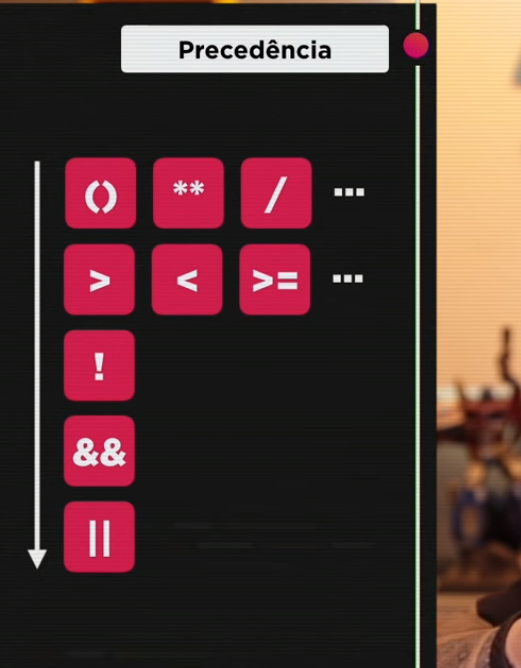 Precedência
() ** / ...
> < >= ...
!
&&
||